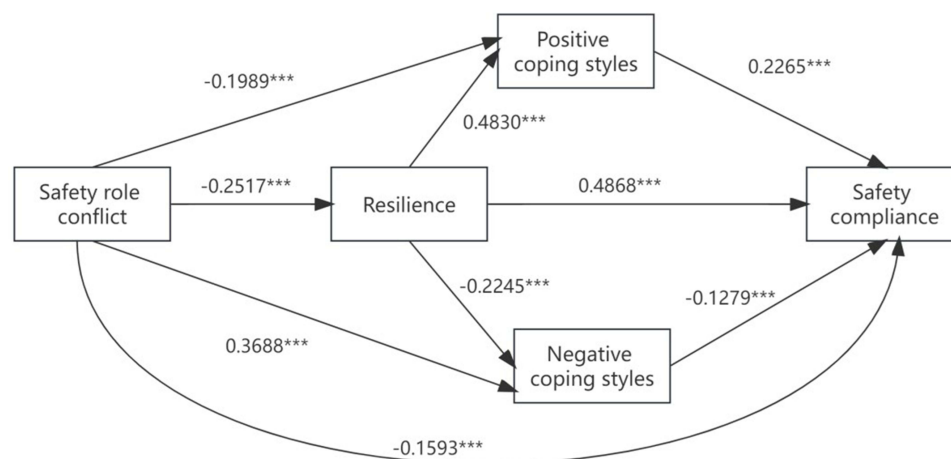 Positive
coping styles
-0.1989***
0.2265***
0.4830***
Safety role
conflict
-0.2517***
Resilience
0.4868***
Safety
compliance
-0.2245***
-0.1279***
0.3688***
Negative
coping styles
-0.1593***